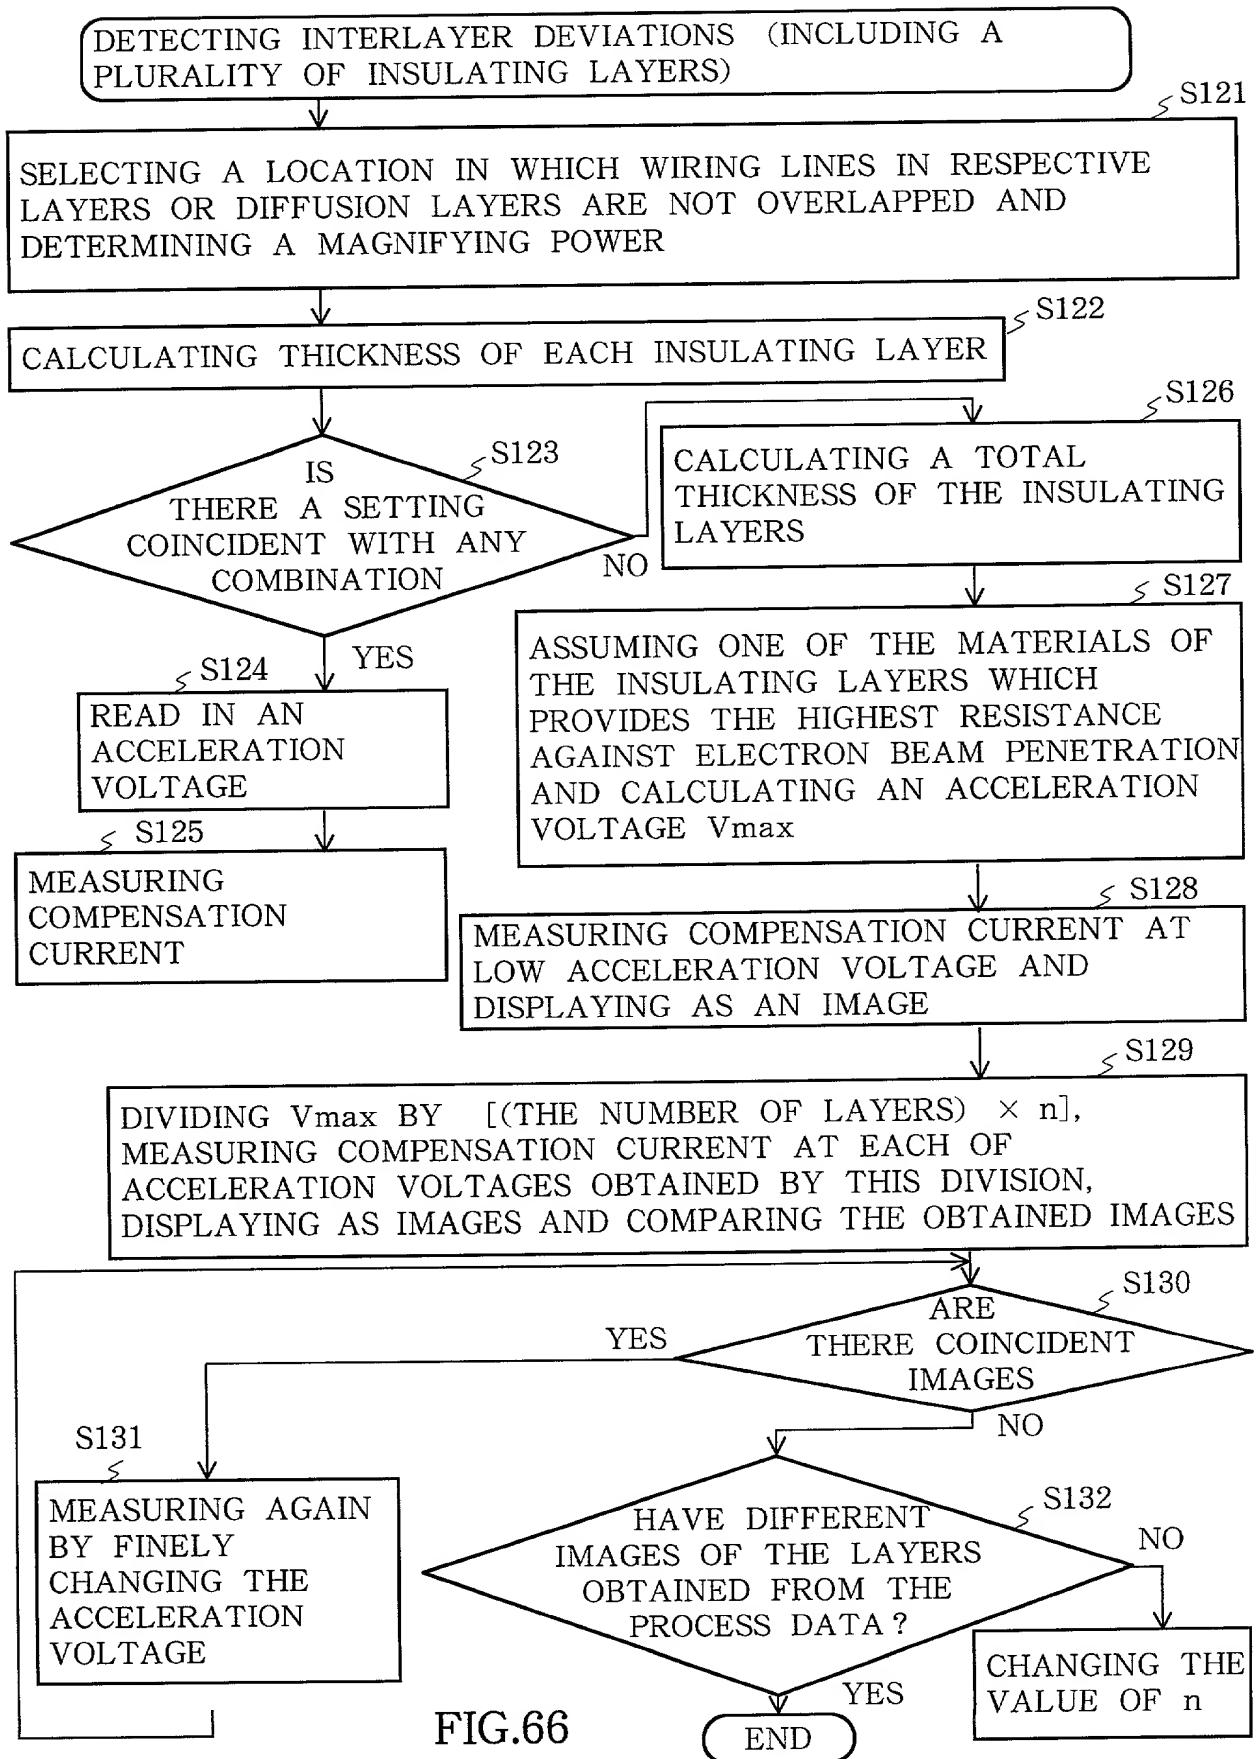 DETECTING INTERLAYER DEVIATIONS (INCLUDING A
PLURALITY OF INSULATING LAYERS)
S121
SELECTING A LOCATION IN WHICH WIRING LINES IN RESPECTIVE
LAYERS OR DIFFUSION LAYERS ARE NOT OVERLAPPED AND
DETERMINING A MAGNIFYING POWER
S122
CALCULATING THICKNESS OF EACH INSULATING LAYER
S123
IS
THERE A SETTING
COINCIDENT WITH ANY
COMBINATION
NO
YES
S124
READ IN AN
ACCELERATION
VOLTAGE
S125
MEASURING
COMPENSATION
CURRENT
S126
CALCULATING A TOTAL
THICKNESS OF THE INSULATING
LAYERS
S127
ASSUMING ONE OF THE MATERIALS OF
THE INSULATING LAYERS WHICH
PROVIDES THE HIGHEST RESISTANCE
AGAINST ELECTRON BEAM PENETRATION
AND CALCULATING AN ACCELERATION
VOLTAGE Vmax
S128
MEASURING COMPENSATION CURRENT AT
LOW ACCELERATION VOLTAGE AND
DISPLAYING AS AN IMAGE
S129
DIVIDING Vmax BY [(THE NUMBER OF LAYERS) × n],
MEASURING COMPENSATION CURRENT AT EACH OF
ACCELERATION VOLTAGES OBTAINED BY THIS DIVISION,
DISPLAYING AS IMAGES AND COMPARING THE OBTAINED IMAGES
S130
ARE
THERE COINCIDENT
IMAGES
YES
NO
S131
MEASURING AGAIN
BY FINELY
CHANGING THE
ACCELERATION
VOLTAGE
S132
HAVE DIFFERENT
IMAGES OF THE LAYERS
OBTAINED FROM THE
PROCESS DATA?
NO
YES
CHANGING THE
VALUE OF n
END
FIG.66